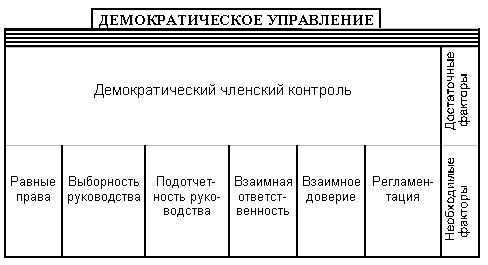 ДЕМОКРАТИЧЕСКОЕ УПРАВЛЕНИЕ
Демократический членский контроль
Достаточные
факторы
Равные
права
Выборность
руководства
Подотчет-
ность руко-
водства
Взаимная
ответст-
венность
Взаимное
доверие
Регламен-
тация
Необходимые
факторы